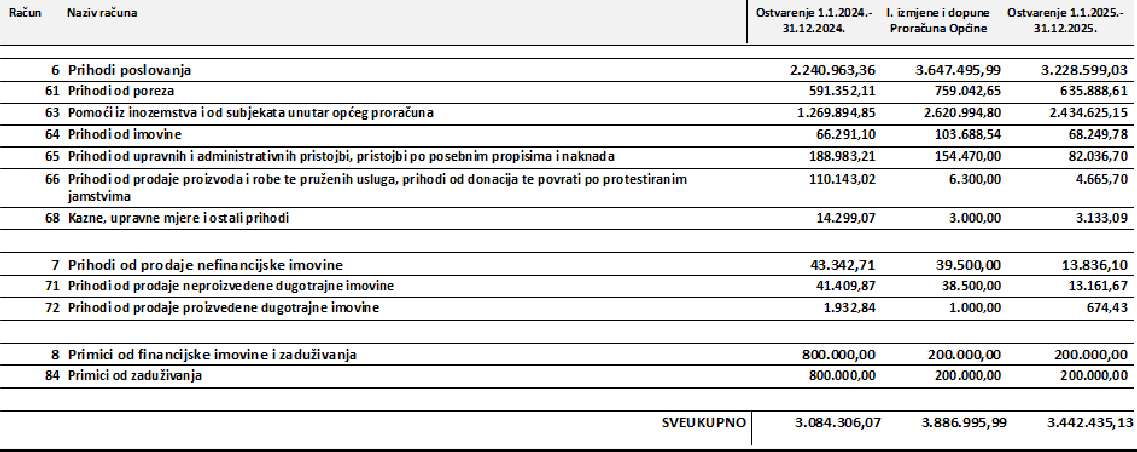 Račun Naziv računa Ostvarenje 1.1.2024.- I. izmjene i dopune Ostvarenje 1.1.2025.-
31.12.2024. Proračuna Općine 31.12.2025.
6 Prihodi poslovanja 2.240.963,36 3.647.495,99 3.228.599,03
61 Prihodi od poreza 591.352,11 759.042,65 635.888,61
63 Pomoći iz inozemstva i od subjekata unutar općeg proračuna 1.269.894,85 2.620.994,80 2.434.625,15
64 Prihodi od imovine 66.291,10 103.688,54 68.249,78
65 Prihodi od upravnih i administrativnih pristojbi, pristojbi po posebnim propisima i naknada 188.983,21 154.470,00 82.036,70
66 Prihodi od prodaje proizvoda i robe te pruženih usluga, prihodi od donacija te povrati po protestiranim 110.143,02 6.300,00 4.665,70
jamstvima
68 Kazne, upravne mjere i ostali prihodi 14.299,07 3.000,00 3.133,09
7 Prihodi od prodaje nefinancijske imovine 43.342,71 39.500,00 13.836,10
71 Prihodi od prodaje neproizvedene dugotrajne imovine 41.409,87 38.500,00 13.161,67
72 Prihodi od prodaje proizvedene dugotrajne imovine 1.932,84 1.000,00 674,43
8 Primici od financijske imovine i zaduživanja 800.000,00 200.000,00 200.000,00
84 Primici od zaduživanja 800.000,00 200.000,00 200.000,00
SVEUKUPNO 3.084.306,07 3.886.995,99 3.442.435,13